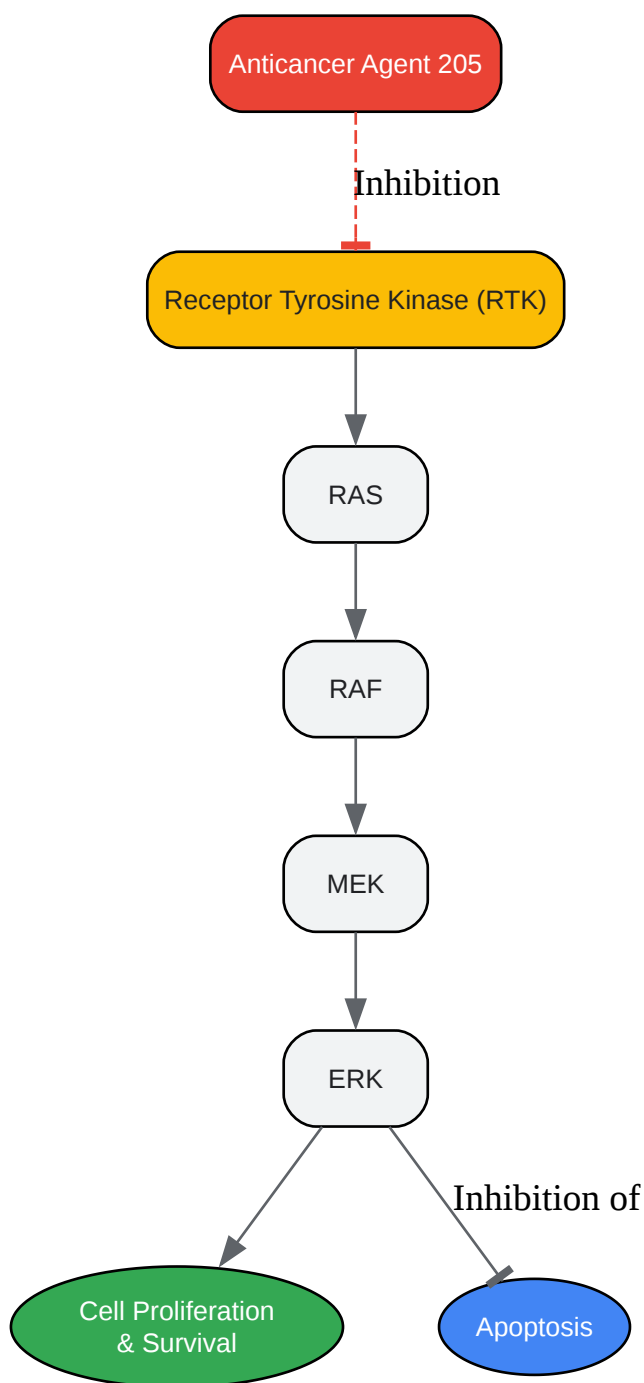 Anticancer Agent 205
Inhibition
Receptor Tyrosine Kinase (RTK)
RAS
RAF
MEK
ERK
Inhibition of
Cell Proliferation
& Survival
Apoptosis